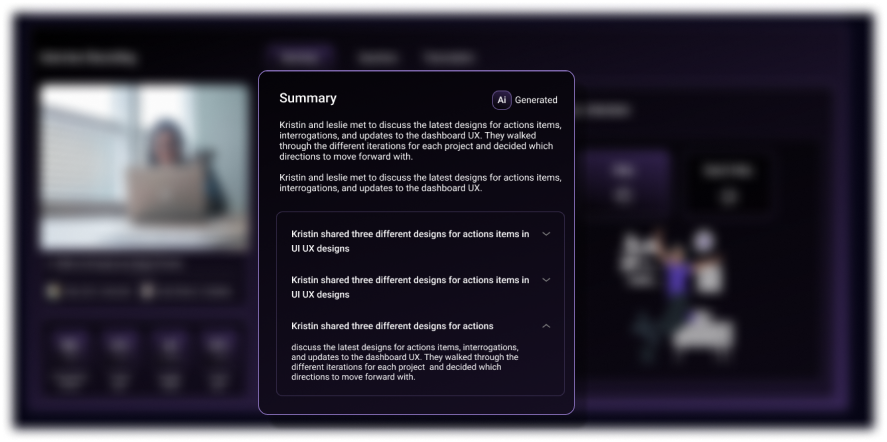 Summary
Ai Generated
Kristin and leslie met to discuss the latest designs for actions items,
interrogations, and updates to the dashboard UX. They walked
through the different iterations for each project and decided which
directions to move forward with.
Kristin and leslie met to discuss the latest designs for actions items,
interrogations, and updates to the dashboard UX.
Kristin shared three different designs for actions items in
UI UX designs
Kristin shared three different designs for actions items in
UI UX designs
Kristin shared three different designs for actions
discuss the latest designs for actions items, interrogations,
and updates to the dashboard UX. They walked through the
different iterations for each project and decided which
directions to move forward with.